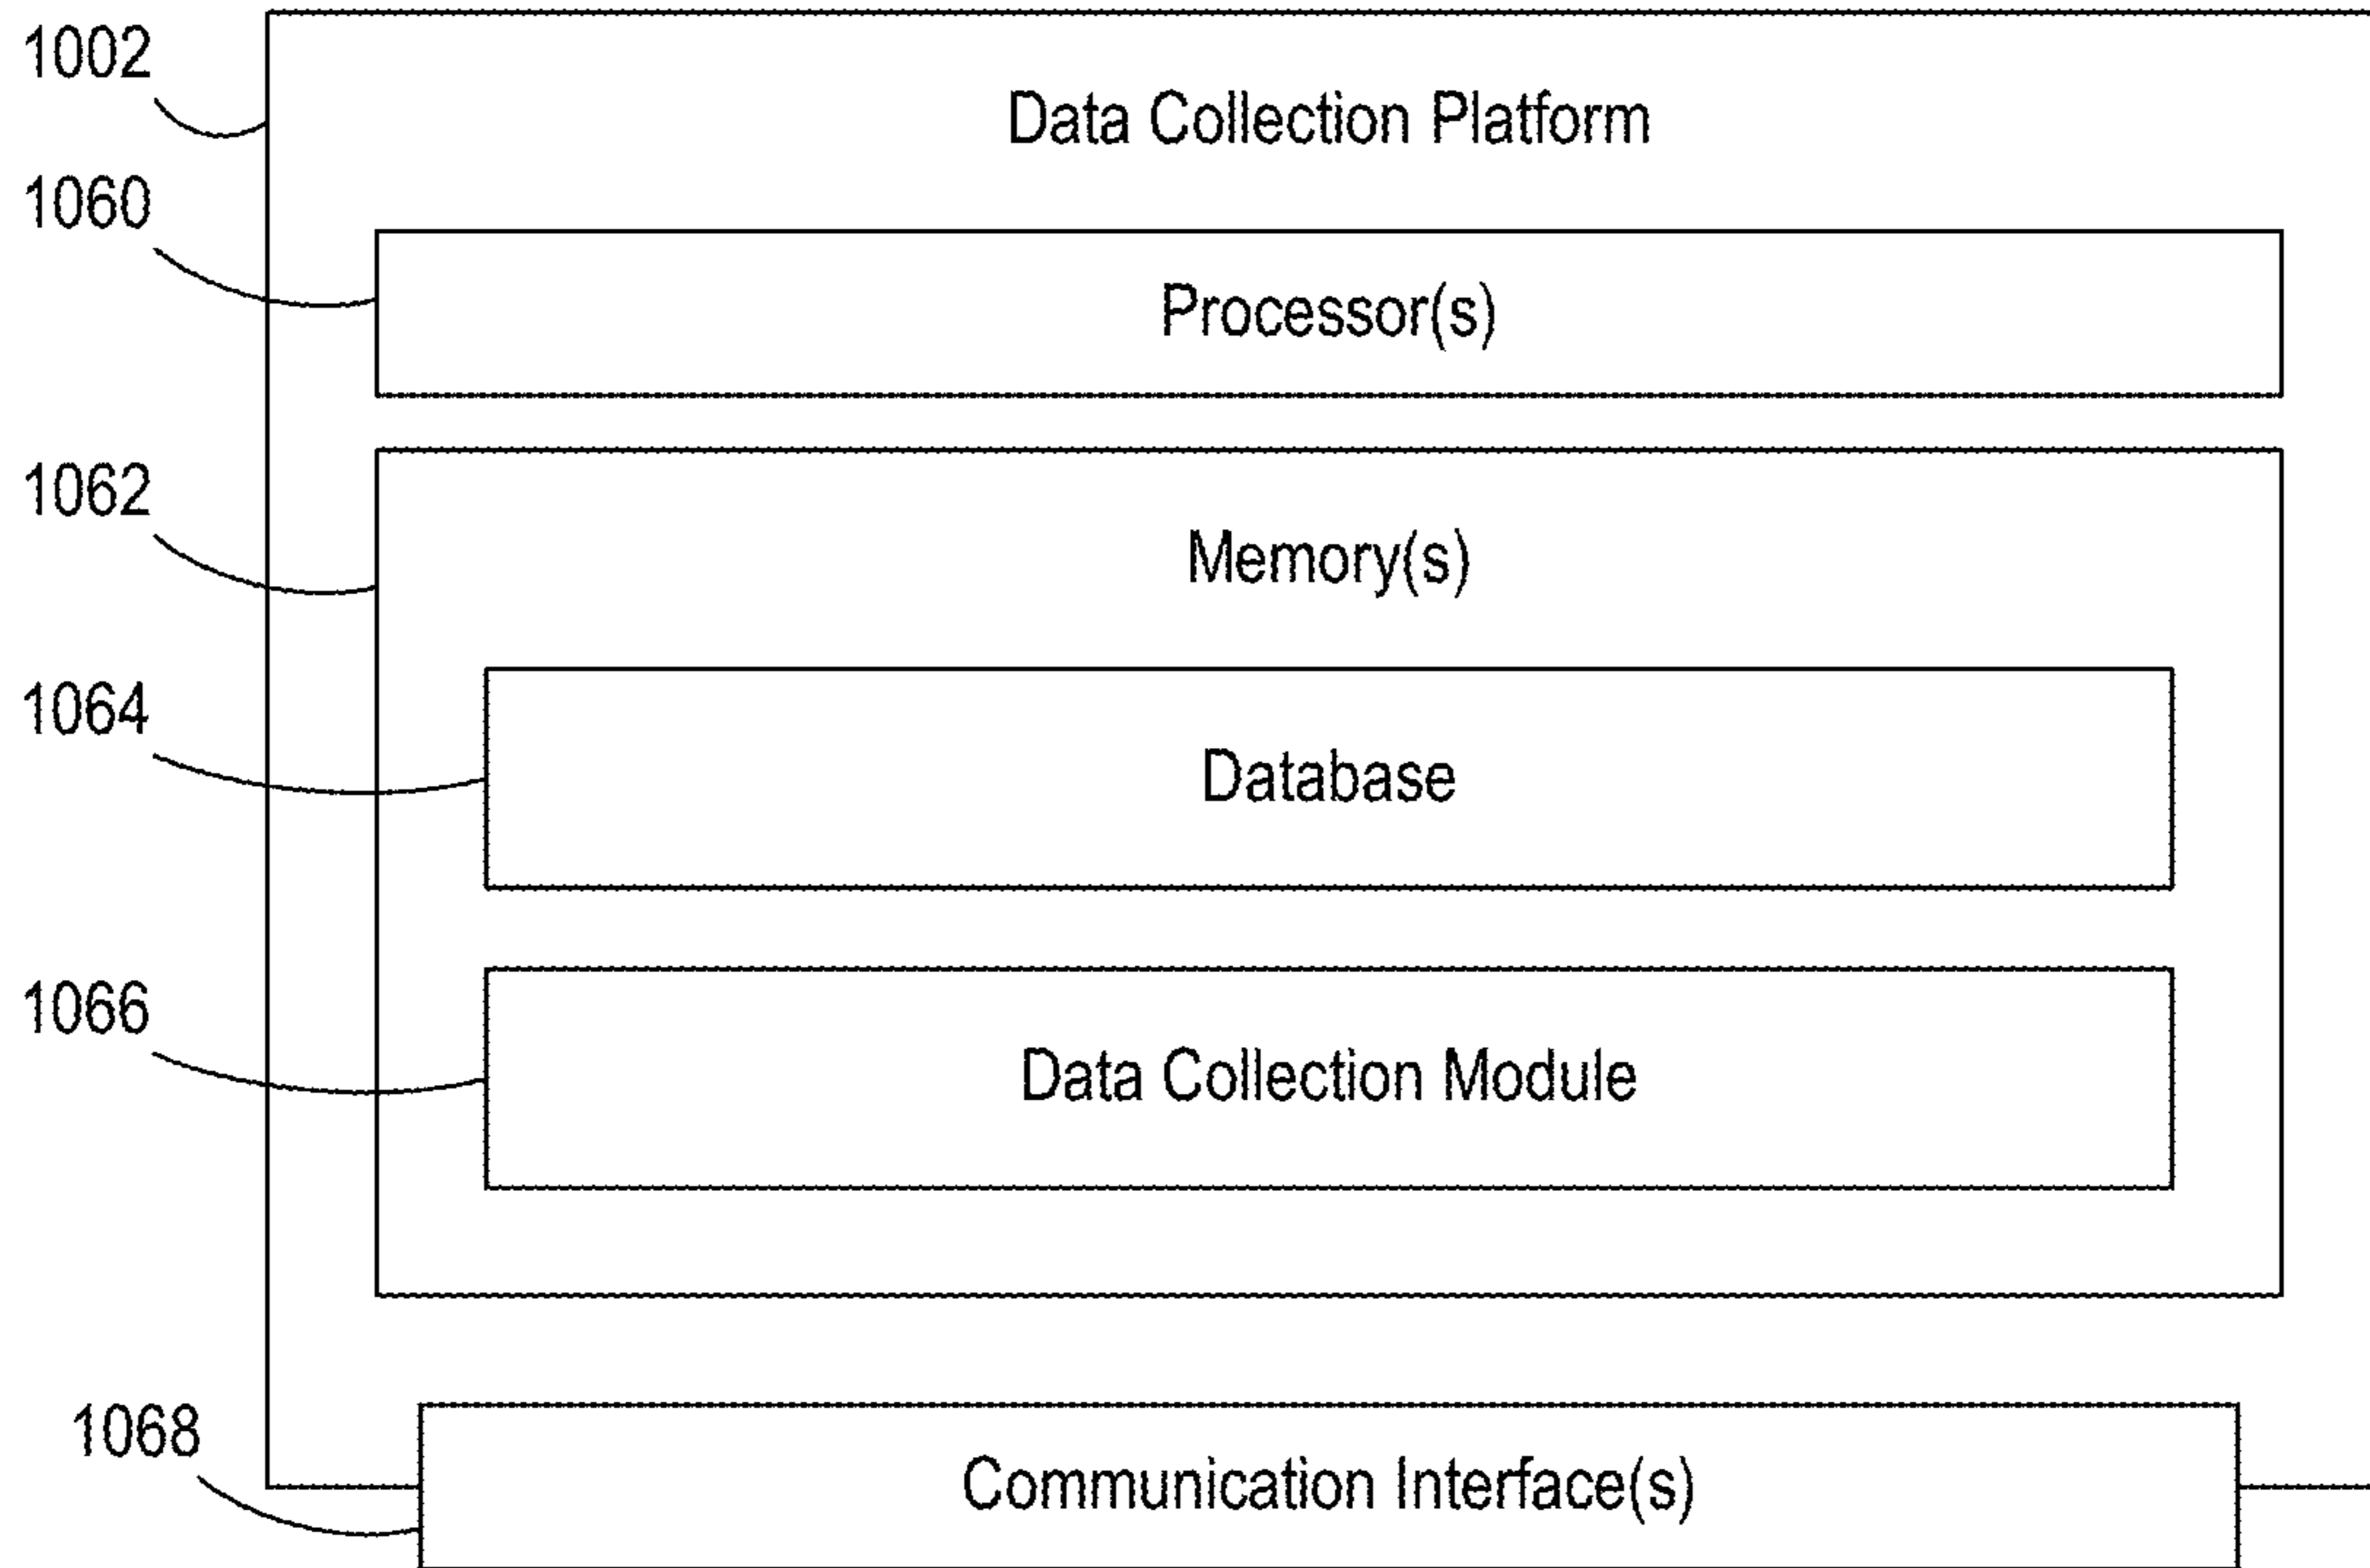 1002
Data Collection Platform
1060
Processor(s)
1062
Memory(s)
1064
Database
1066
Data Collection Module
1068
Communication Interface(s)